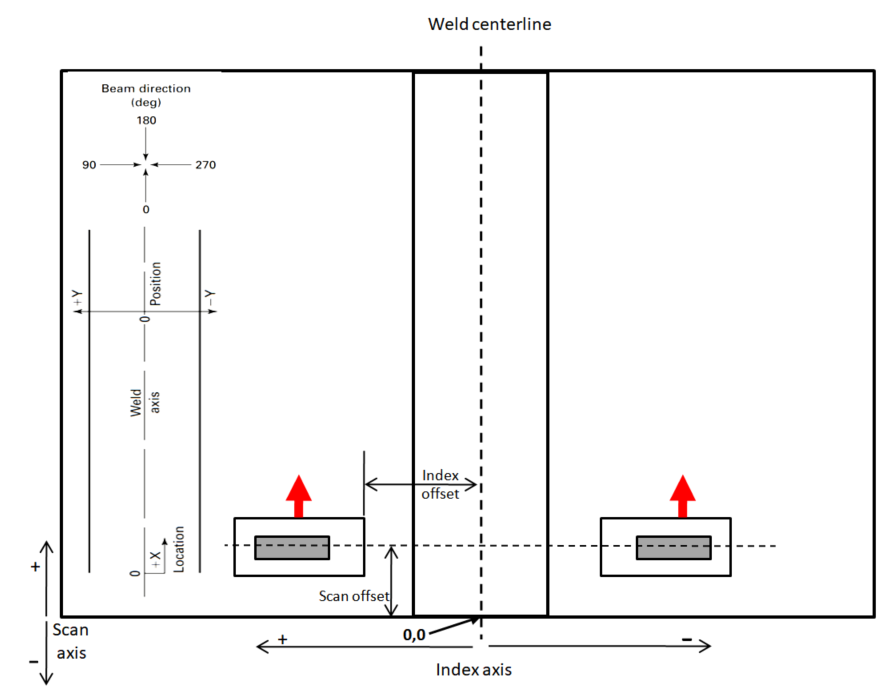 Weld centerline
Beam direction
(deg)
180
90
270
0
+Y
Position
-Y
0
Weld
axis
Index
offset
Location
+X
0
+
Scan offset
Scan
axis
-
0,0
+
-
Index axis